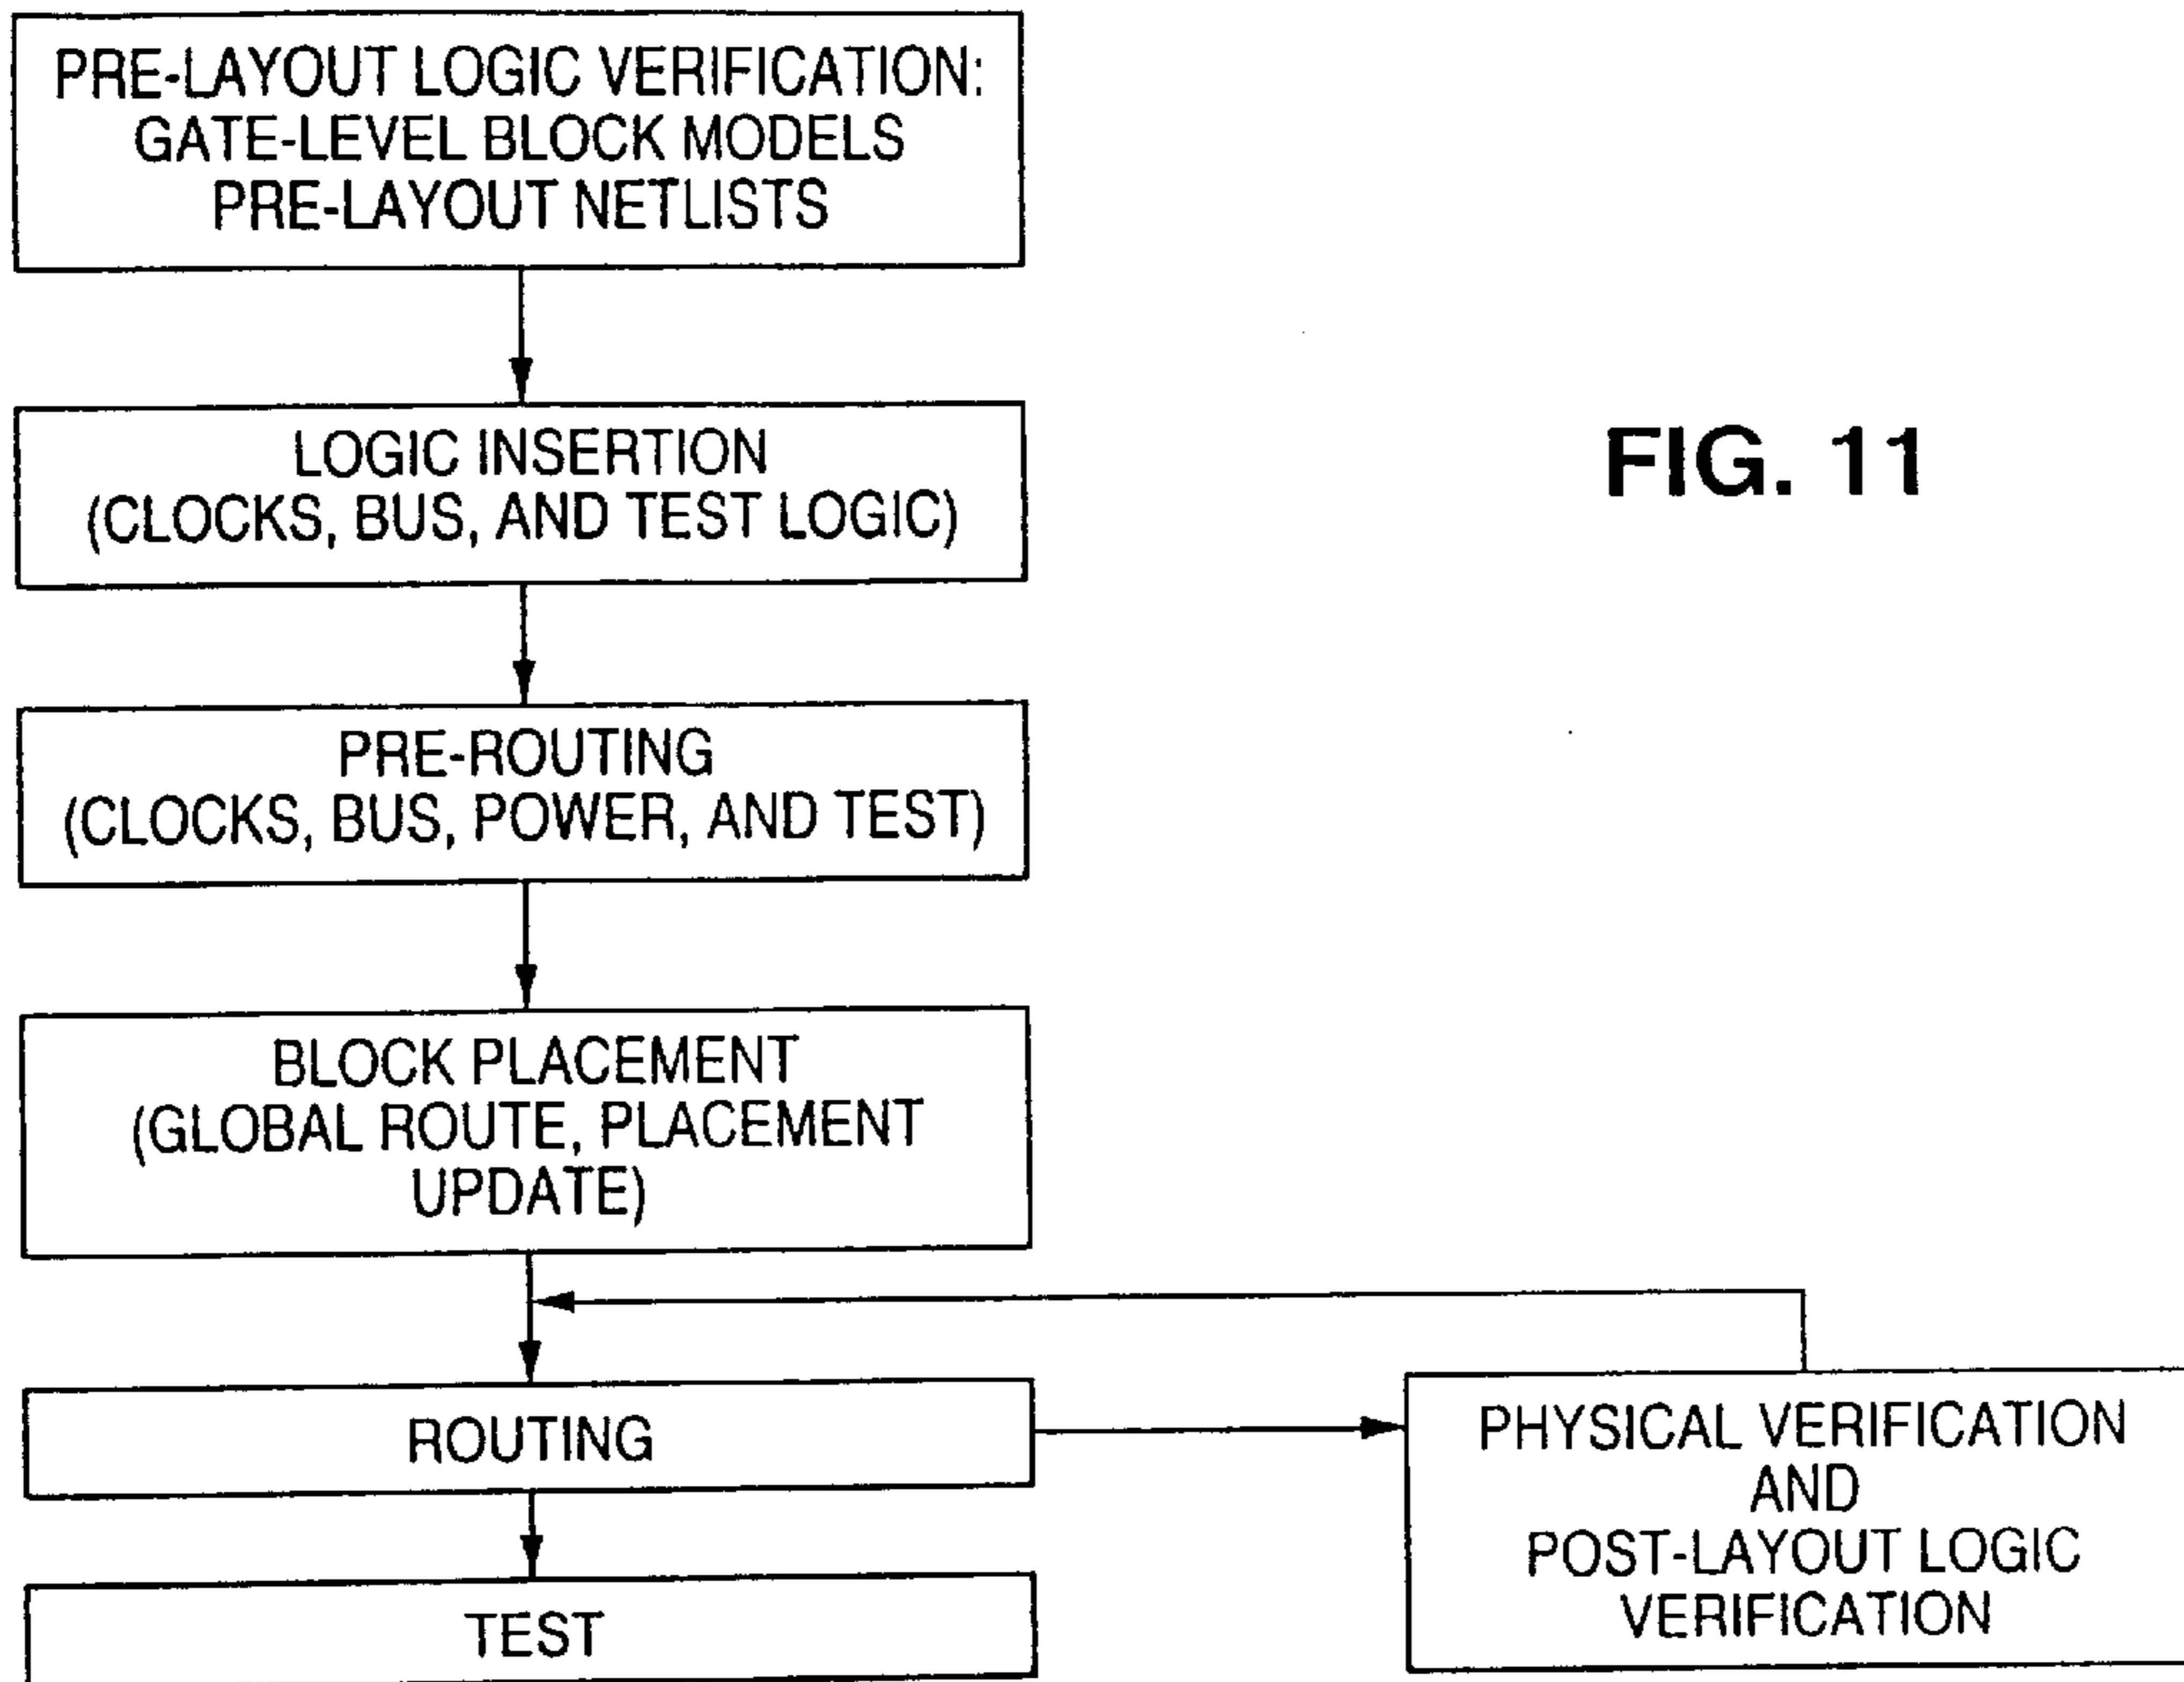 PRE-LAYOUT LOGIC VERIFICATION:
GATE-LEVEL BLOCK MODELS
PRE-LAYOUT NETLISTS
LOGIC INSERTION
(CLOCKS, BUS, AND TEST LOGIC)
FIG. 11
PRE-ROUTING
(CLOCKS, BUS, POWER, AND TEST)
BLOCK PLACEMENT
(GLOBAL ROUTE, PLACEMENT
UPDATE)
ROUTING
PHYSICAL VERIFICATION
AND
POST-LAYOUT LOGIC
VERIFICATION
TEST